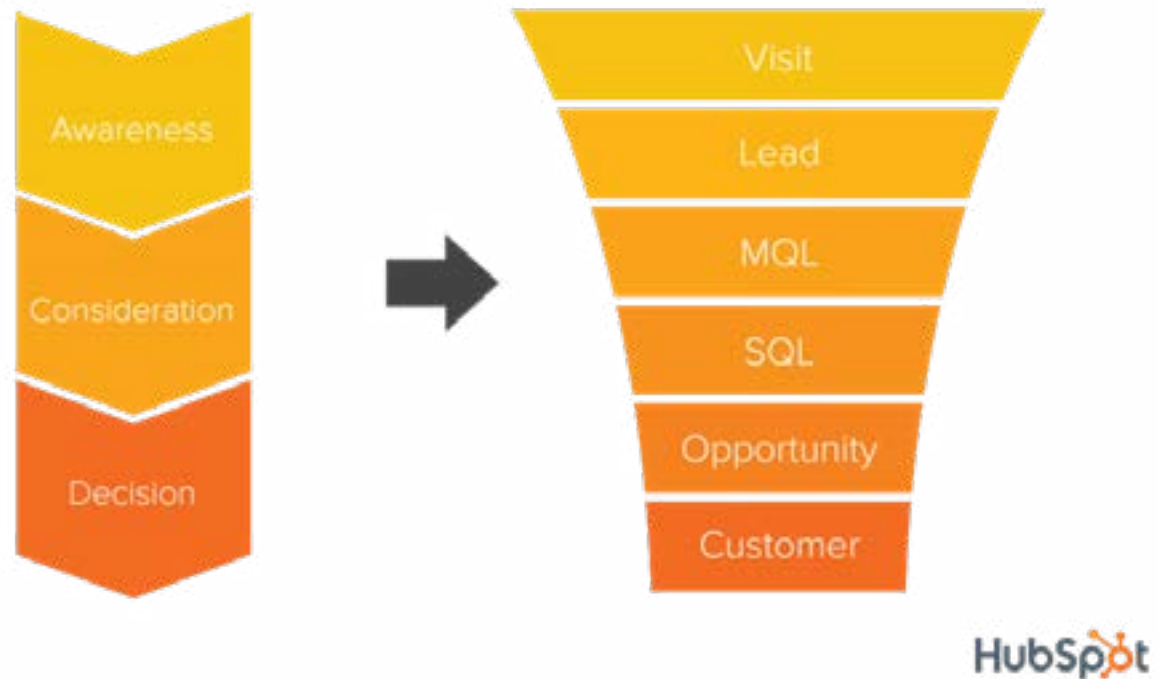 Awareness
Consideration
Decision
Visit
Lead
MQL
SQL
Opportunity
Customer
HubSpot